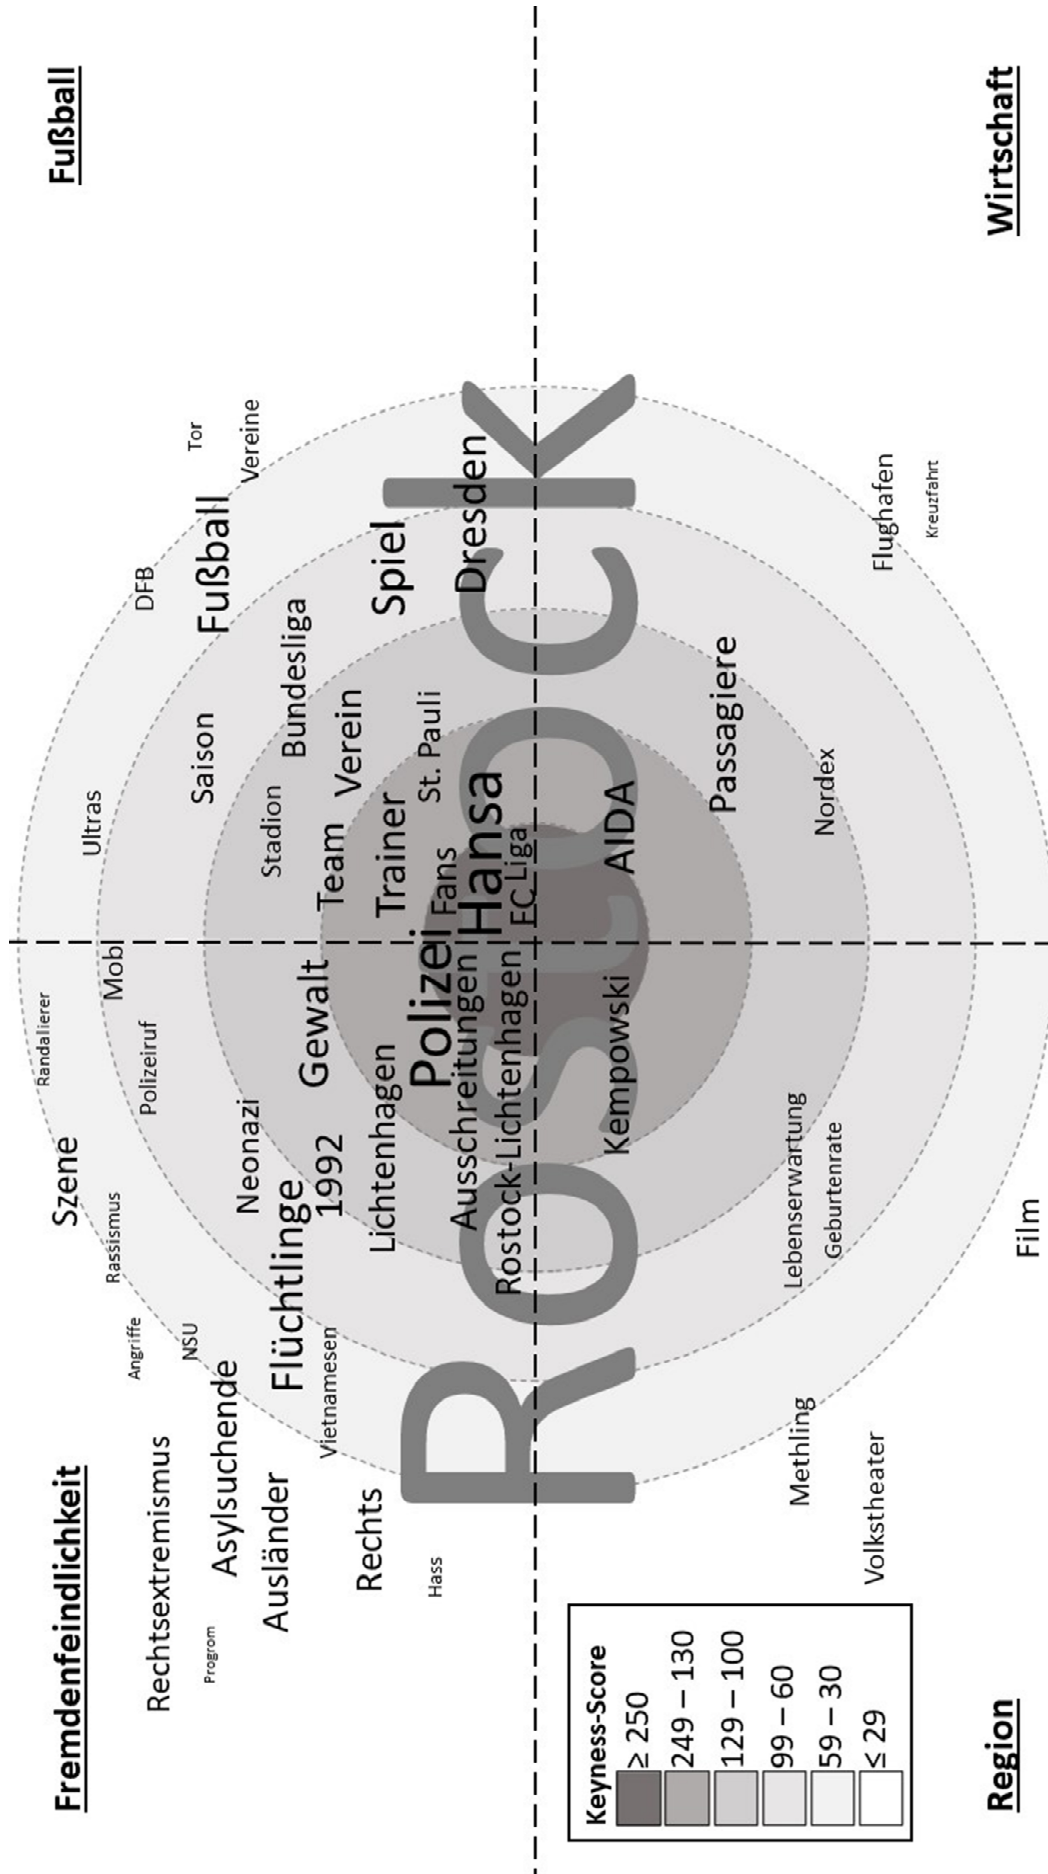 Fremdenfeindlichkeit
Fußball
Randalierer
Szene
Ultras
Mob
Rassismus
Angriffe
DFB
Polizeiruf
Rechtsextremismus
NSU
Tor
Progrom
Asylsuchende
Fußball
Saison
Vereine
Neonazi
Ausländer
Flüchtlinge
Stadion
Bundesliga
Vietnamesen
1992
Gewalt
Team
Verein
Rechts
Lichtenhagen
Trainer
Spiel
Hass
Polizei
Fans
St. Pauli
Ausschreitungen
Hansa
Dresden
Rostock-Lichtenhagen
FC
Liga
Rostock
Kempowski
AIDA
Passagiere
Lebenserwartung
Methling
Geburtenrate
Nordex
Volkstheater
Flughafen
Kreuzfahrt
Film
Keyness-Score
≥ 250
249 – 130
129 – 100
99 – 60
59 – 30
≤ 29
Region
Wirtschaft